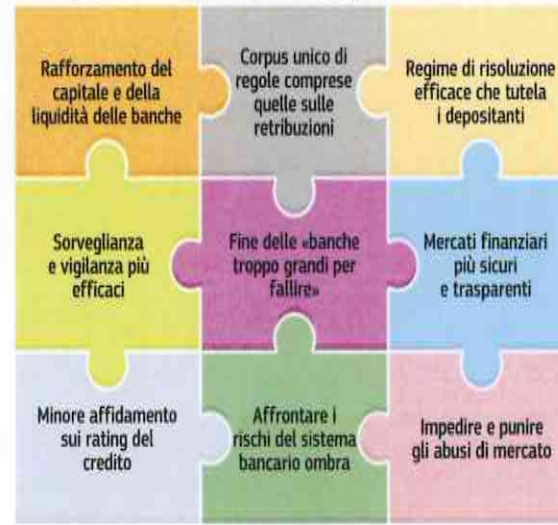 Rafforzamento del
capitale e della
liquidità delle banche
Corpus unico di
regole comprese
quelle sulle
retribuzioni
Regime di risoluzione
efficace che tutela
i depositanti
Sorveglianza
e vigilanza più
efficaci
Fine delle «banche
troppo grandi per
fallire»
Mercati finanziari
più sicuri
e trasparenti
Minore affidamento
sui rating del
credito
Affrontare i
rischi del sistema
bancario ombra
Impedire e punire
gli abusi di mercato